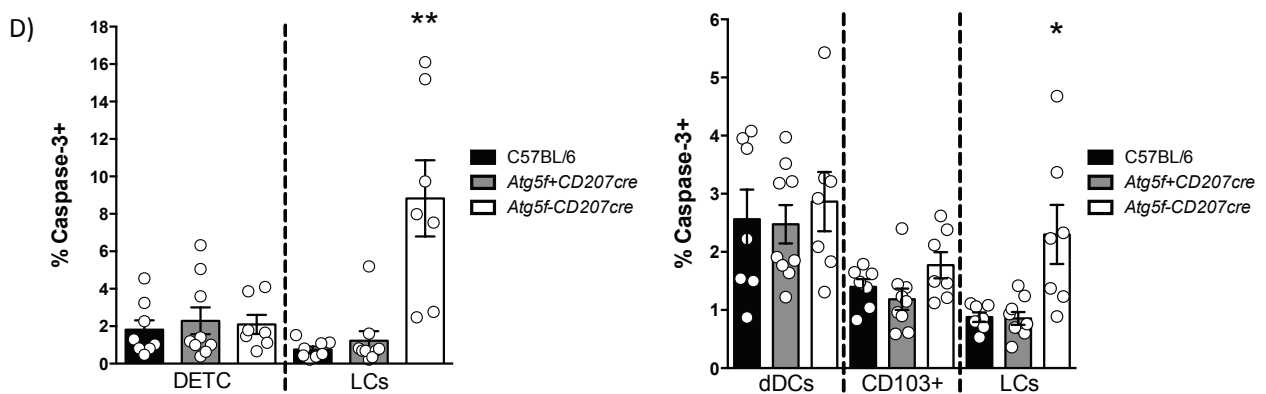 D)
% Caspase-3+
18
16
14
12
10
8
6
4
2
0
**
DETC
LCs
C57BL/6
Atg5f+CD207cre
Atg5f-CD207cre
% Caspase-3+
6
5
4
3
2
1
0
*
dDCs
CD103+
LCs
C57BL/6
Atg5f+CD207cre
Atg5f-CD207cre